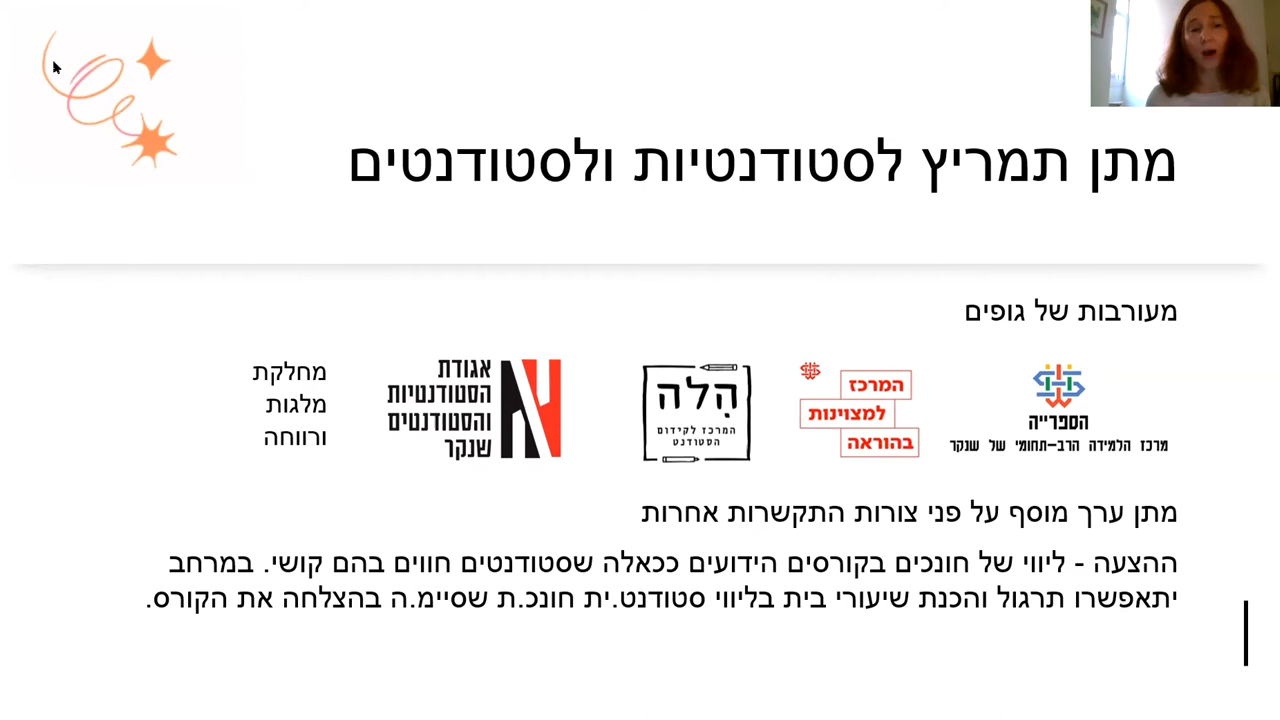 מתן תמריץ לסטודנטיות ולסטודנטים
מעורבות של גופים
הספרייה
מרכז הלמידה הרב-תחומי של שנקר
המרכז
למצוינות
בהוראה
הִלה
המרכז לקידום
הסטודנט
אגודת
הסטודנטיות
והסטודנטים
שנקר
מחלקת
מלגות
ורווחה
מתן ערך מוסף על פני צורות התקשרות אחרות
ההצעה - ליווי של חונכים בקורסים הידועים ככאלה שסטודנטים חווים בהם קושי. במרחב
יתאפשרו תרגול והכנת שיעורי בית בליווי סטודנט.ית חונכ.ת שסיימ.ה בהצלחה את הקורס.